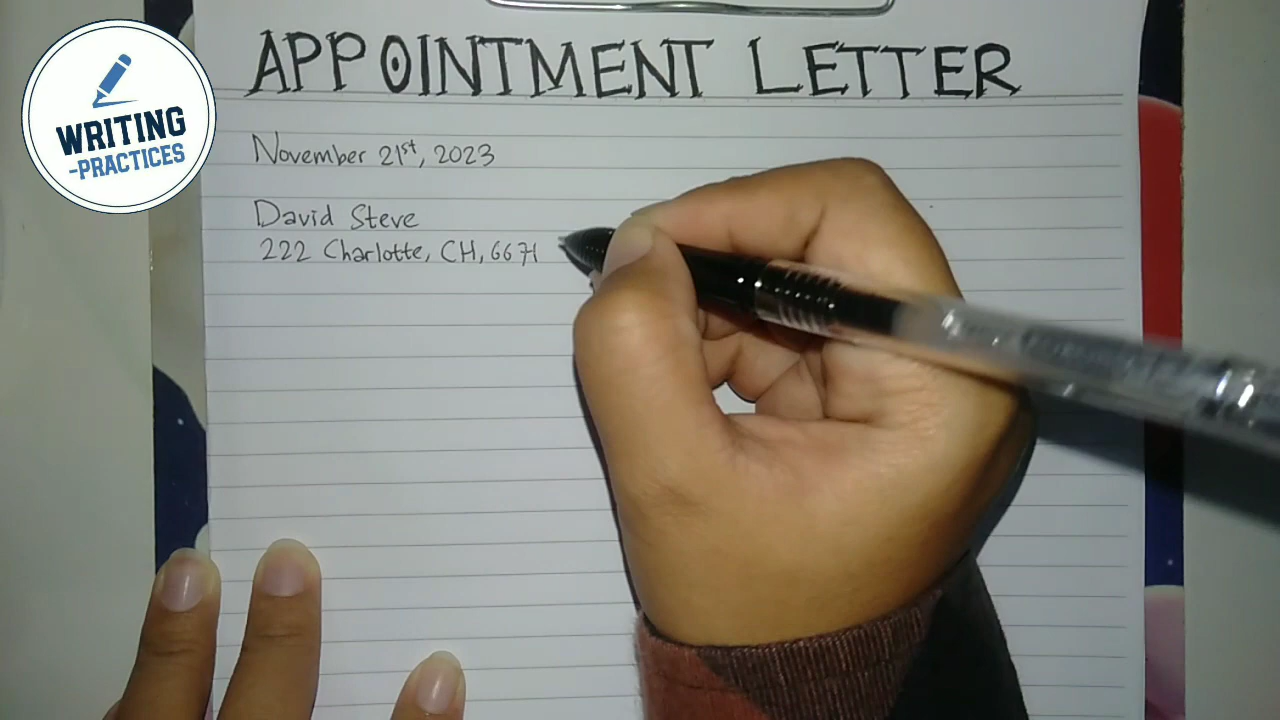 WRITING
-PRACTICES
APPOINTMENT LETTER
November 21st, 2023
David Steve
222 Charlotte, CH, 6671